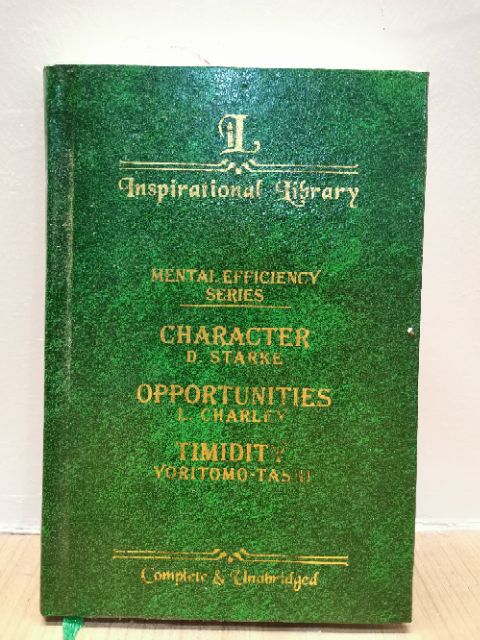 iL
Inspirational Library
MENTAL EFFICIENCY
SERIES
CHARACTER
D. STARKE
OPPORTUNITIES
L. CHARLEY
TIMIDITY
YORITOMO-TASHI
Complete & Unabridged